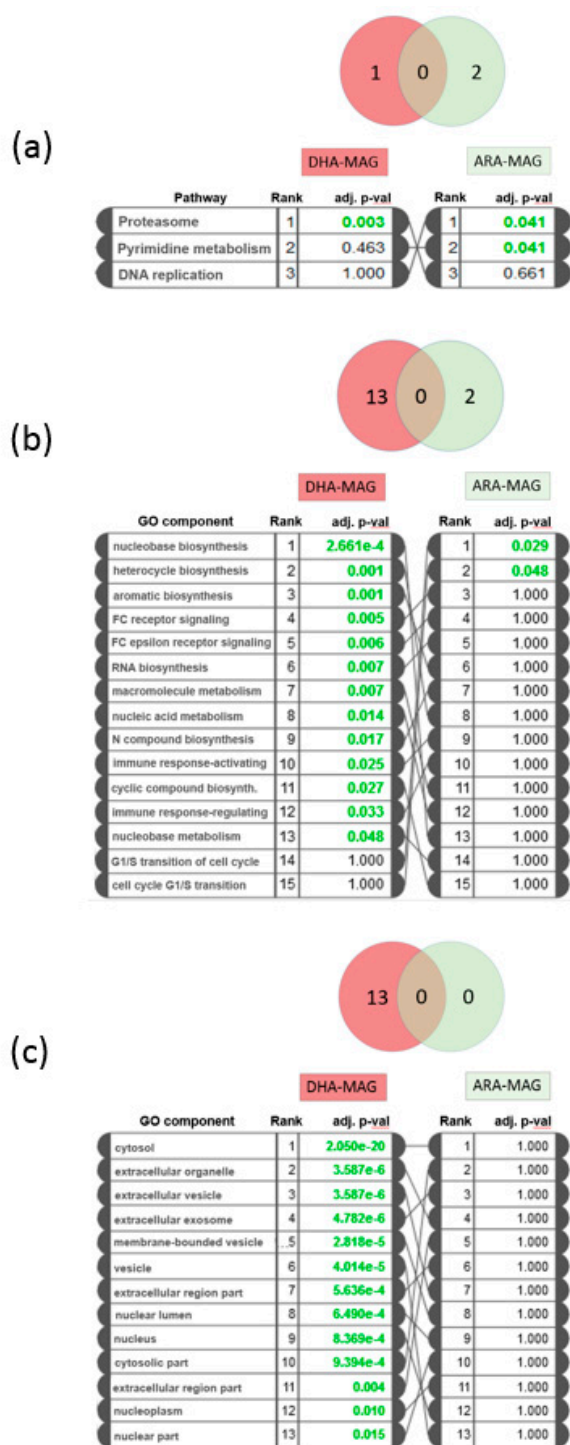 1 0 2
(a)
DHA-MAG ARA-MAG
Pathway Rank adj. p-val Rank adj. p-val
Proteasome 1 0.003 1 0.041
Pyrimidine metabolism 2 0.463 2 0.041
DNA replication 3 1.000 3 0.661
13 0 2
(b)
DHA-MAG ARA-MAG
GO component Rank adj. p-val Rank adj. p-val
nucleobase biosynthesis 1 2.661e-4 1 0.029
heterocycle biosynthesis 2 0.001 2 0.048
aromatic biosynthesis 3 0.001 3 1.000
FC receptor signaling 4 0.005 4 1.000
FC epsilon receptor signaling 5 0.006 5 1.000
RNA biosynthesis 6 0.007 6 1.000
macromolecule metabolism 7 0.007 7 1.000
nucleic acid metabolism 8 0.014 8 1.000
N compound biosynthesis 9 0.017 9 1.000
immune response-activating 10 0.025 10 1.000
cyclic compound biosynth. 11 0.027 11 1.000
immune response-regulating 12 0.033 12 1.000
nucleobase metabolism 13 0.048 13 1.000
G1/S transition of cell cycle 14 1.000 14 1.000
cell cycle G1/S transition 15 1.000 15 1.000
13 0 0
(c)
DHA-MAG ARA-MAG
GO component Rank adj. p-val Rank adj. p-val
cytosol 1 2.050e-20 1 1.000
extracellular organelle 2 3.587e-6 2 1.000
extracellular vesicle 3 3.587e-6 3 1.000
extracellular exosome 4 4.782e-6 4 1.000
membrane-bounded vesicle 5 2.818e-5 5 1.000
vesicle 6 4.014e-5 6 1.000
extracellular region part 7 5.636e-4 7 1.000
nuclear lumen 8 6.490e-4 8 1.000
nucleus 9 8.369e-4 9 1.000
cytosolic part 10 9.394e-4 10 1.000
extracellular region part 11 0.004 11 1.000
nucleoplasm 12 0.010 12 1.000
nuclear part 13 0.015 13 1.000